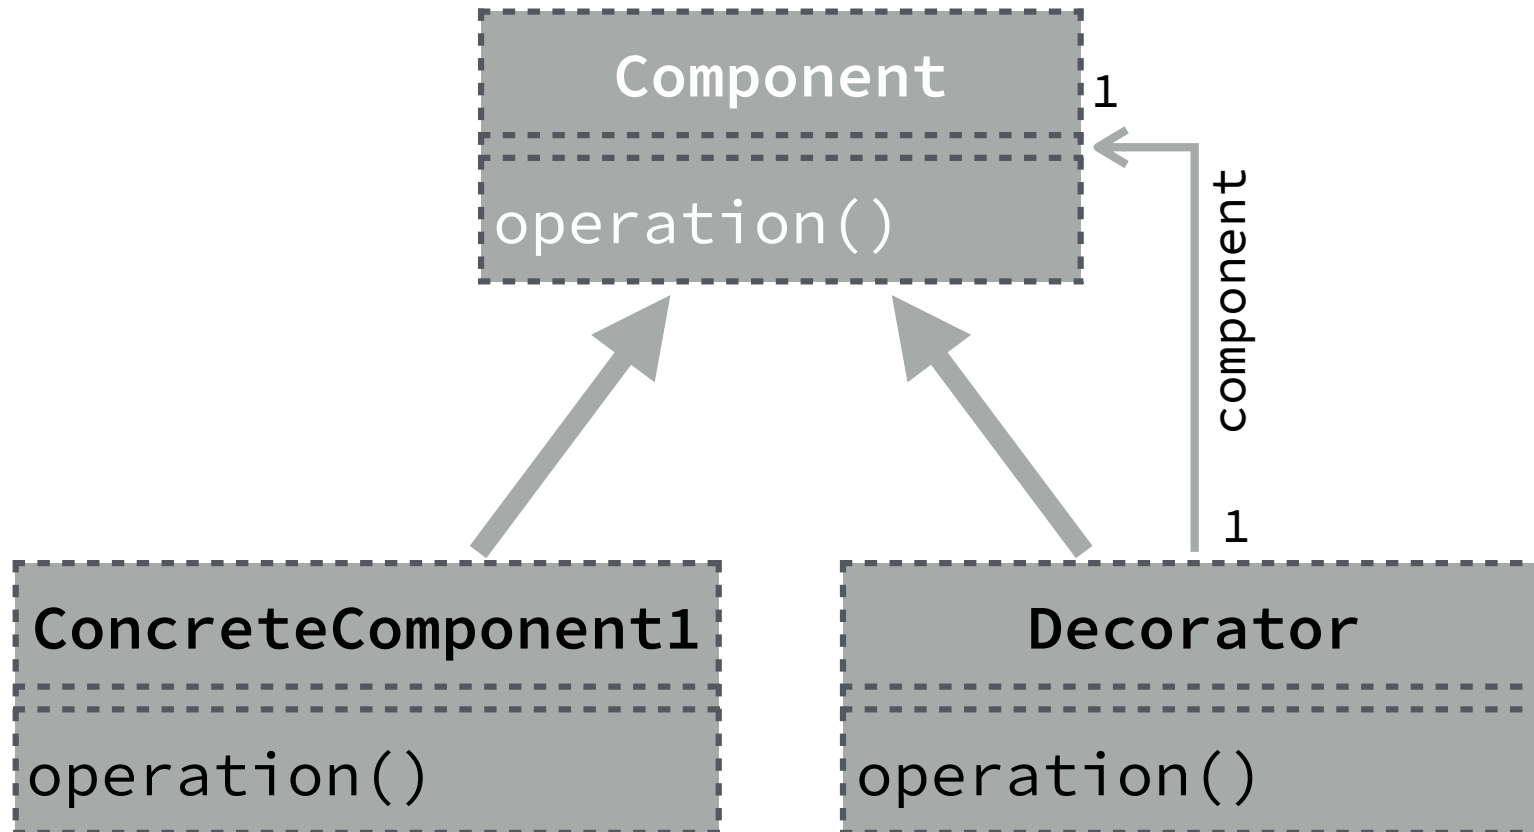 Component
1
operation()
component
1
ConcreteComponent1
Decorator
operation()
operation()